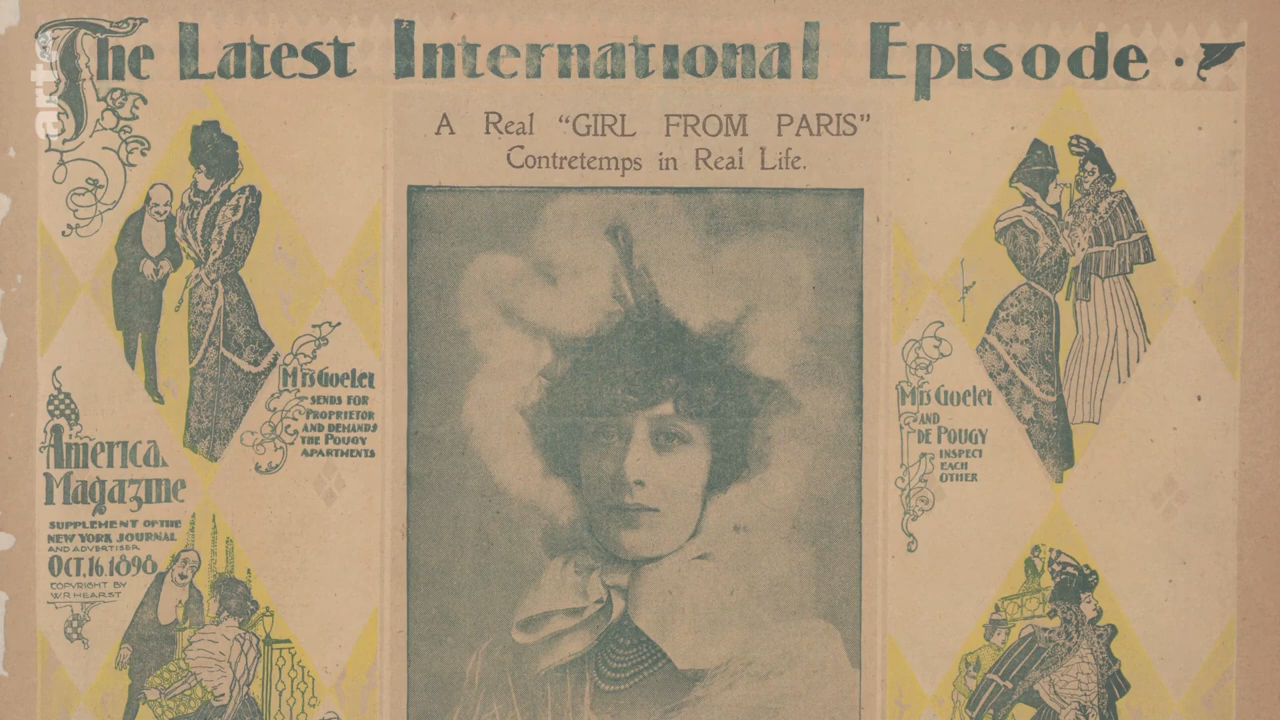 The Latest International Episode
arte
A Real "GIRL FROM PARIS"
Contretemps in Real Life.
Mrs Goelet
SENDS FOR
PROPRIETOR
AND DEMANDS
THE POUGY
APARTMENTS
American
Magazine
SUPPLEMENT OF THE
NEW YORK JOURNAL
AND ADVERTISER
OCT. 16. 1898
COPYRIGHT BY
W R HEARST
Mrs Goelet
AND
DE POUGY
INSPECT
EACH
OTHER